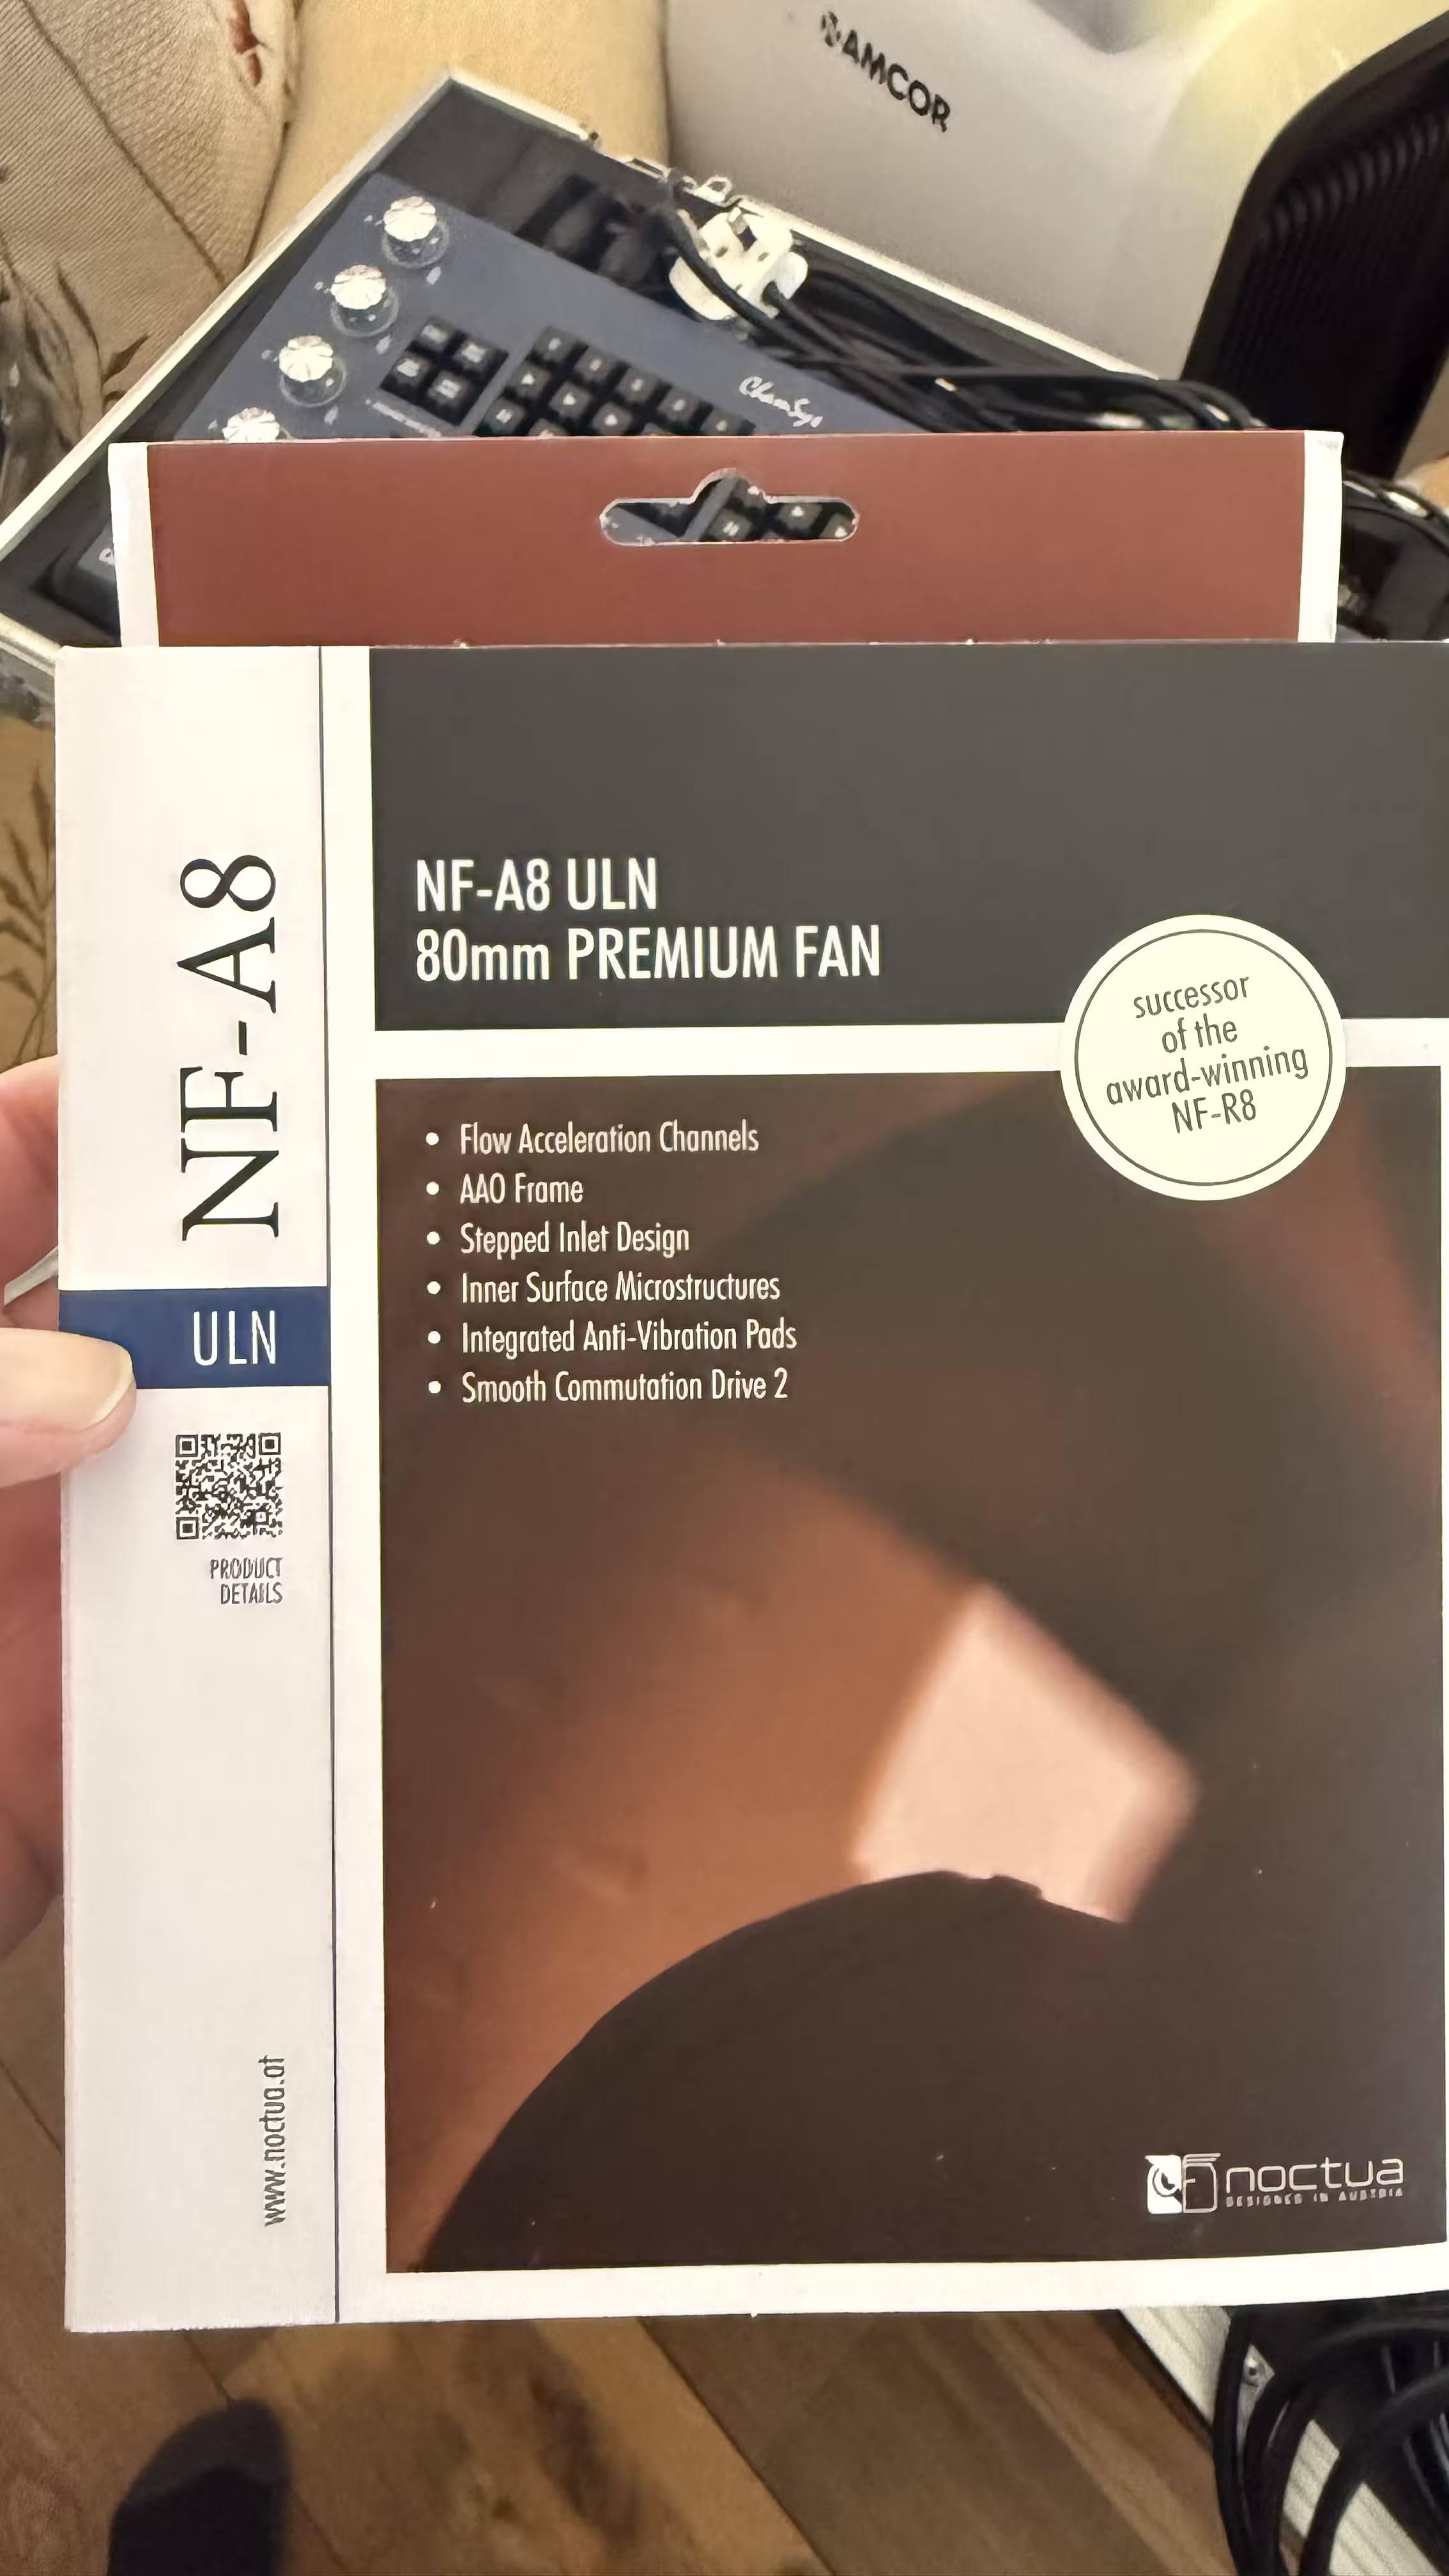 AMCOR
ChamSys
NF-A8 ULN
80mm PREMIUM FAN
successor
of the
award-winning
NF-R8
• Flow Acceleration Channels
• AAO Frame
• Stepped Inlet Design
• Inner Surface Microstructures
• Integrated Anti-Vibration Pads
• Smooth Commutation Drive 2
NF-A8
ULN
PRODUCT
DETAILS
www.noctua.at
noctua
DESIGNED IN AUSTRIA